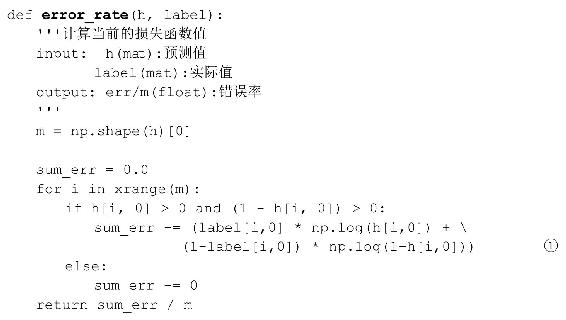 def error_rate(h, label):
    '''计算当前的损失函数值
    input:  h(mat):预测值
            label(mat):实际值
    output: err/m(float):错误率
    '''
    m = np.shape(h)[0]

    sum_err = 0.0
    for i in xrange(m):
        if h[i, 0] > 0 and (1 - h[i, 0]) > 0:
            sum_err -= (label[i,0] * np.log(h[i,0]) + \
                        (1-label[i,0]) * np.log(1-h[i,0])) ①
        else:
            sum_err -= 0
    return sum_err / m